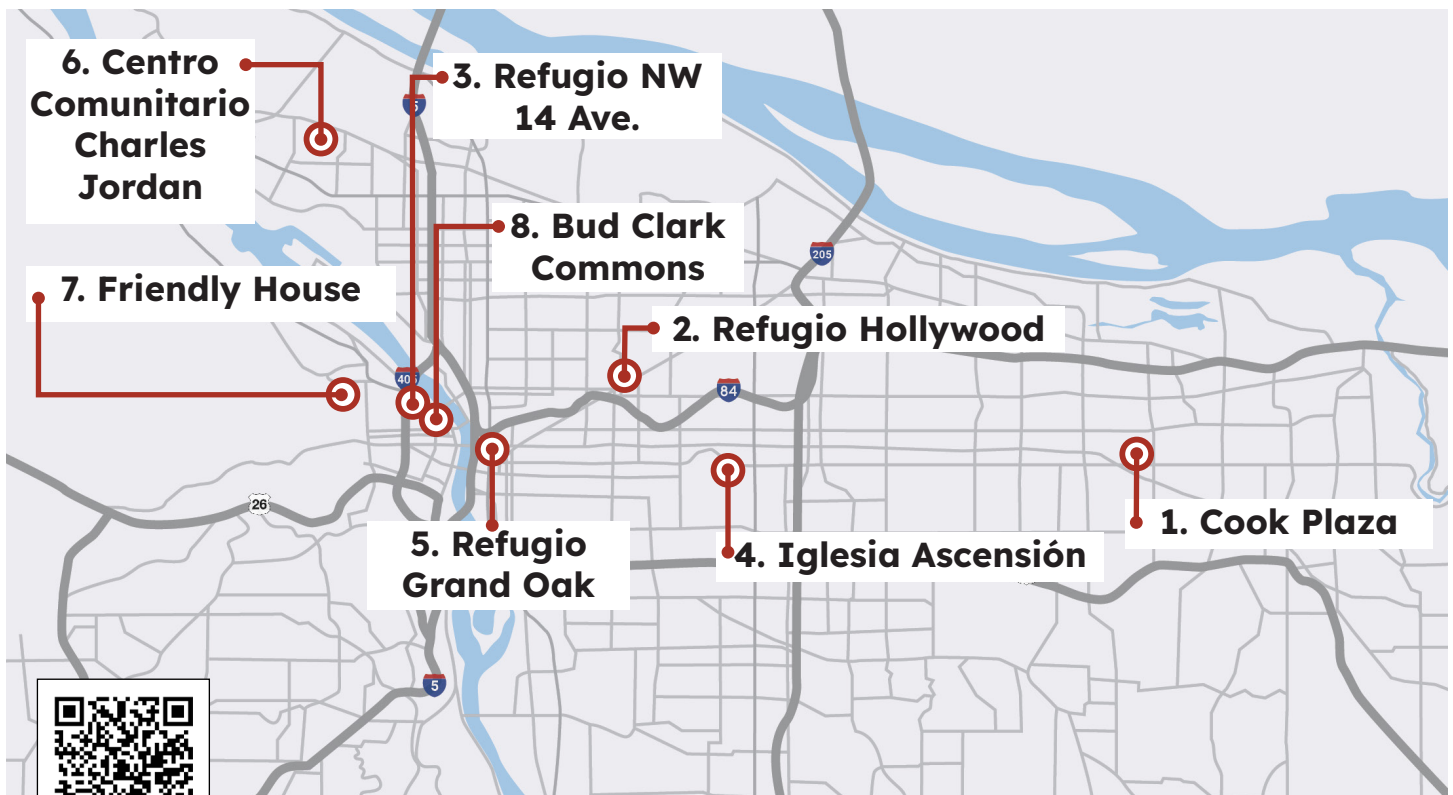 6. Centro
Comunitario
Charles
Jordan
3. Refugio NW
14 Ave.
5
8. Bud Clark
Commons
205
7. Friendly House
2. Refugio Hollywood
405
84
26
5. Refugio
Grand Oak
4. Iglesia Ascensión
1. Cook Plaza
5